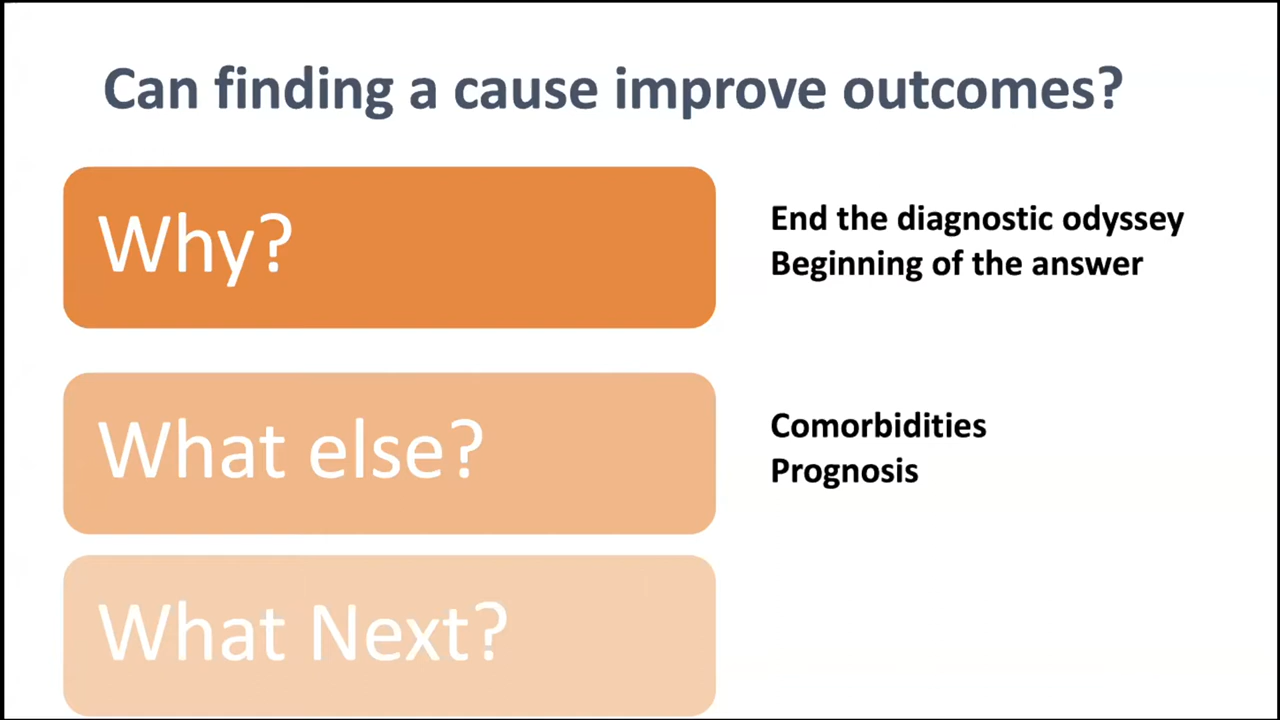 Can finding a cause improve outcomes?
Why?
End the diagnostic odyssey
Beginning of the answer
What else?
Comorbidities
Prognosis
What Next?